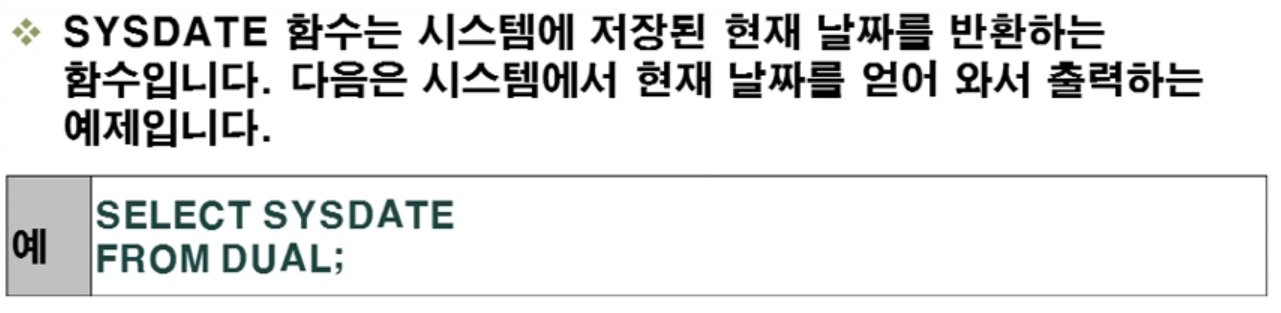 ❖ SYSDATE 함수는 시스템에 저장된 현재 날짜를 반환하는
함수입니다. 다음은 시스템에서 현재 날짜를 얻어 와서 출력하는
예제입니다.
예
SELECT SYSDATE
FROM DUAL;